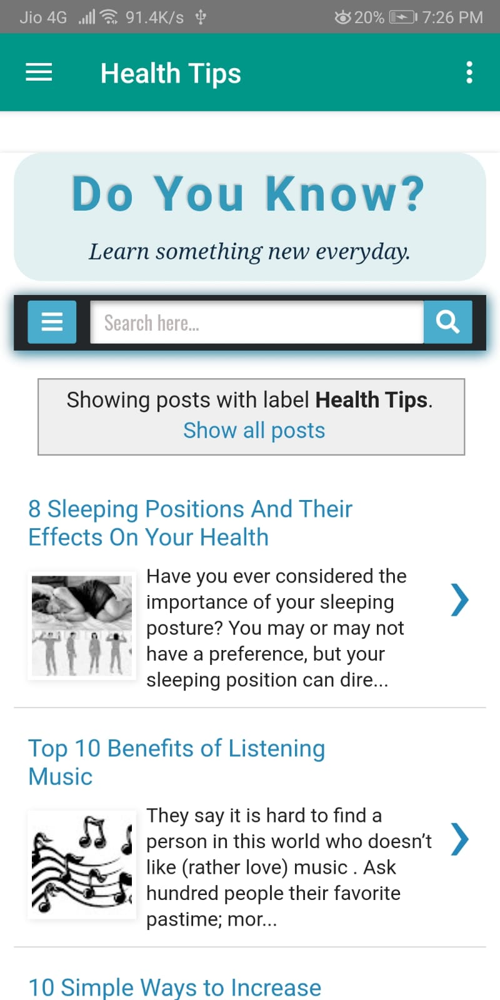 Jio 4G 91.4K/s 20% 7:26 PM
Health Tips
Do You Know?
Learn something new everyday.
Search here...
Showing posts with label Health Tips.
Show all posts
8 Sleeping Positions And Their
Effects On Your Health
Have you ever considered the
importance of your sleeping
posture? You may or may not
have a preference, but your
sleeping position can dire...
Top 10 Benefits of Listening
Music
They say it is hard to find a
person in this world who doesn’t
like (rather love) music . Ask
hundred people their favorite
pastime; mor...
10 Simple Ways to Increase